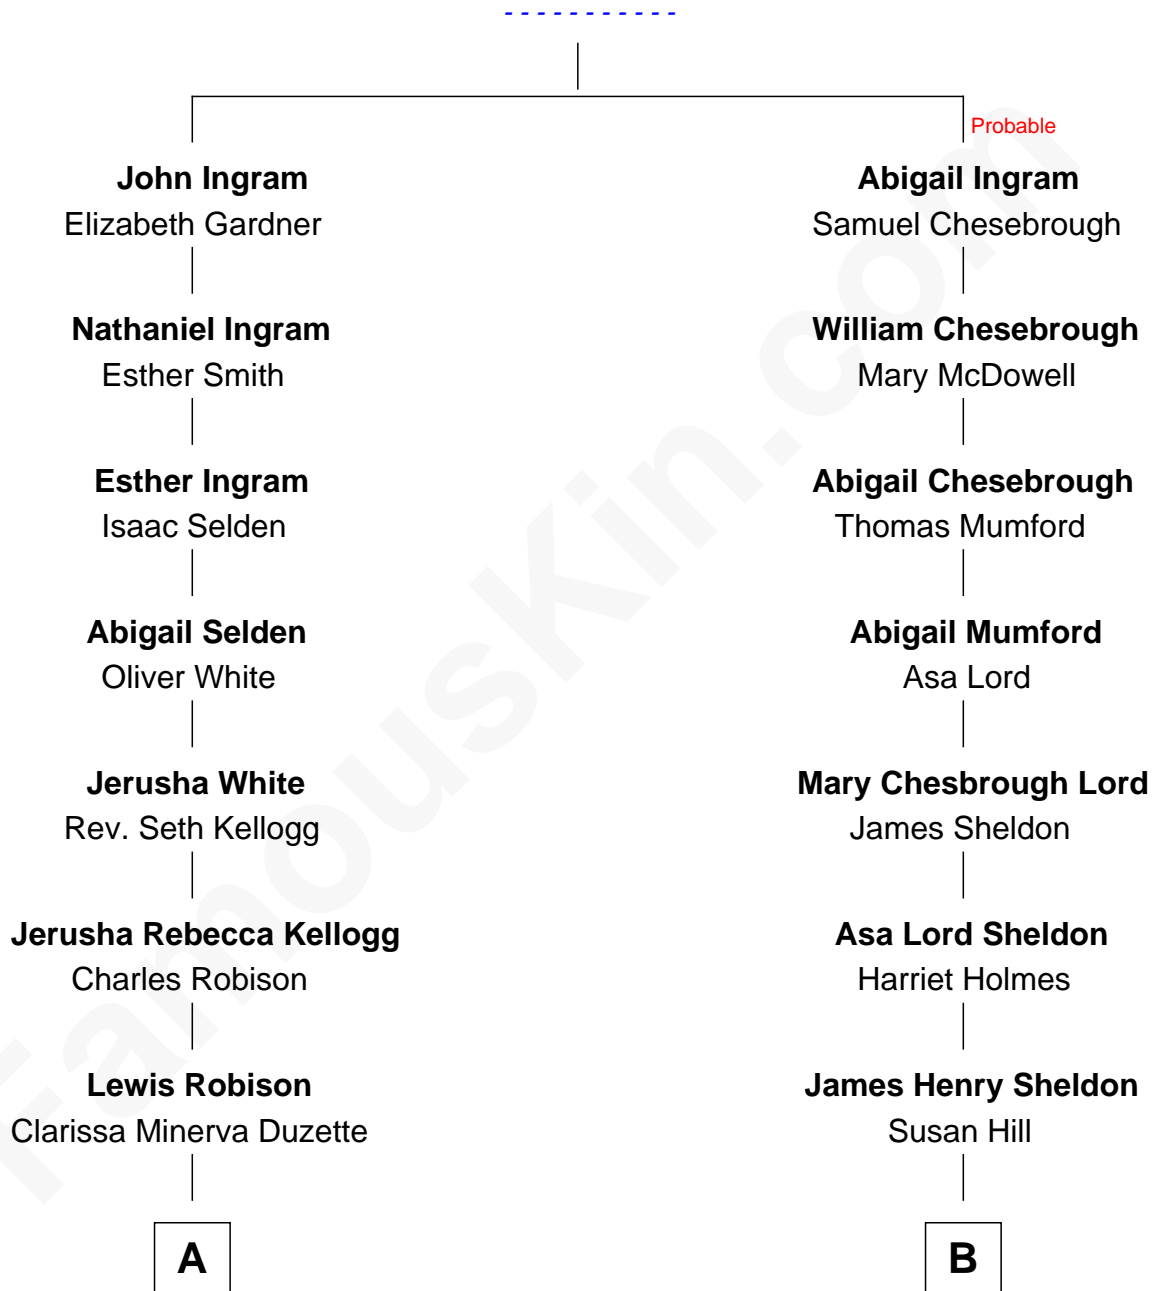 - - - - - - - - - - -
Probable
John Ingram
Elizabeth Gardner
Abigail Ingram
Samuel Chesebrough
Nathaniel Ingram
Esther Smith
William Chesebrough
Mary McDowell
Esther Ingram
Isaac Selden
Abigail Chesebrough
Thomas Mumford
Abigail Selden
Oliver White
Abigail Mumford
Asa Lord
Jerusha White
Rev. Seth Kellogg
Mary Chesbrough Lord
James Sheldon
Jerusha Rebecca Kellogg
Charles Robison
Asa Lord Sheldon
Harriet Holmes
Lewis Robison
Clarissa Minerva Duzette
James Henry Sheldon
Susan Hill
A
B
FamousKin.com